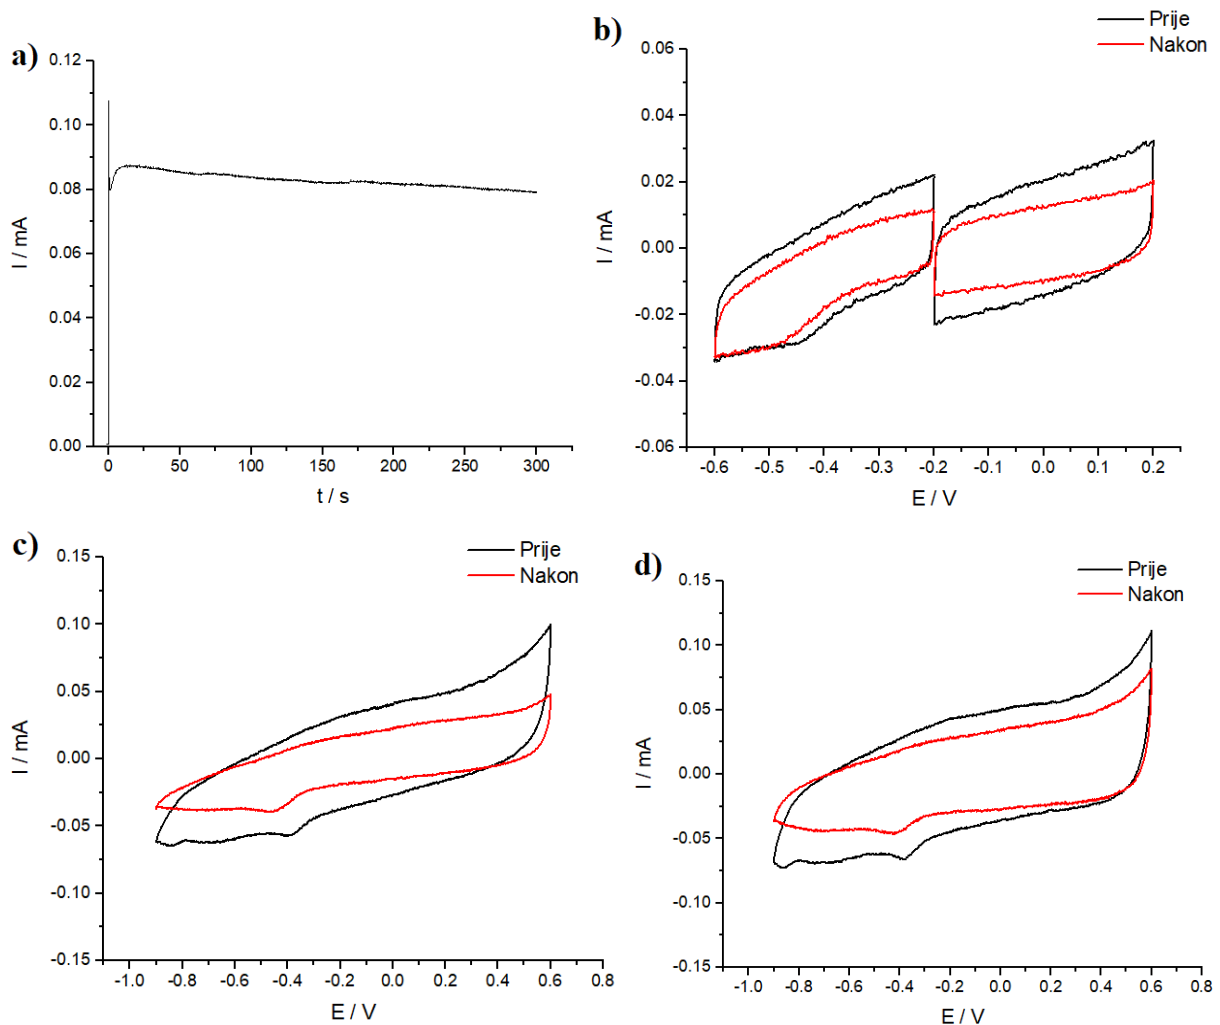 a)
0.12
0.10
0.08
0.06
0.04
0.02
0.00
I / mA
0 50 100 150 200 250 300
t / s
b)
Prije
Nakon
0.06
0.04
0.02
0.00
-0.02
-0.04
-0.06
I / mA
-0.6 -0.5 -0.4 -0.3 -0.2 -0.1 0.0 0.1 0.2
E / V
c)
Prije
Nakon
0.15
0.10
0.05
0.00
-0.05
-0.10
-0.15
I / mA
-1.0 -0.8 -0.6 -0.4 -0.2 0.0 0.2 0.4 0.6 0.8
E / V
d)
Prije
Nakon
0.15
0.10
0.05
0.00
-0.05
-0.10
-0.15
I / mA
-1.0 -0.8 -0.6 -0.4 -0.2 0.0 0.2 0.4 0.6 0.8
E / V